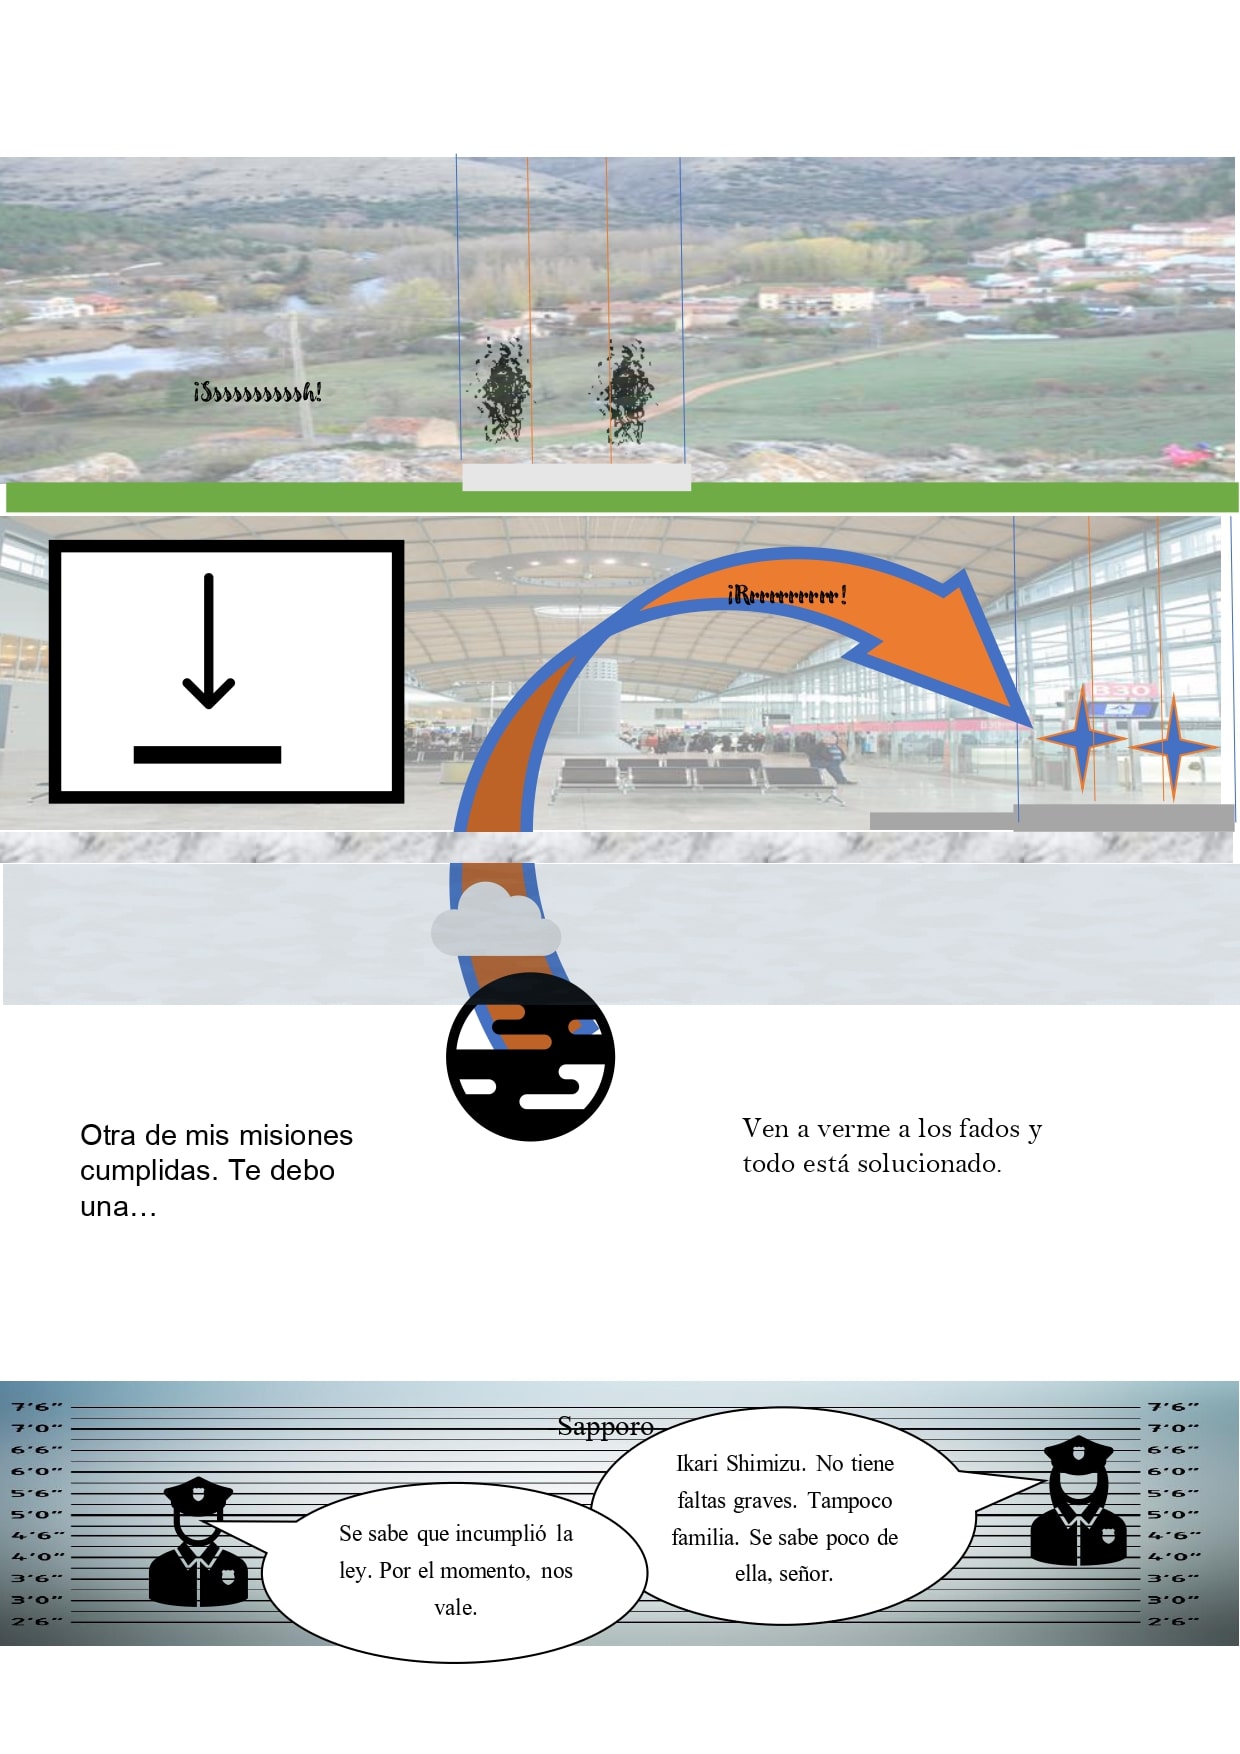 ¡Sssssssssssh!
¡Rrrrrrrrrr!
B30
Otra de mis misiones
cumplidas. Te debo
una…
Ven a verme a los fados y
todo está solucionado.
Sapporo
Ikari Shimizu. No tiene
faltas graves. Tampoco
familia. Se sabe poco de
ella, señor.
Se sabe que incumplió la
ley. Por el momento, nos
vale.
7'6" 7'6"
7'0" 7'0"
6'6" 6'6"
6'0" 6'0"
5'6" 5'6"
5'0" 5'0"
4'6" 4'6"
4'0" 4'0"
3'6" 3'6"
3'0" 3'0"
2'6" 2'6"